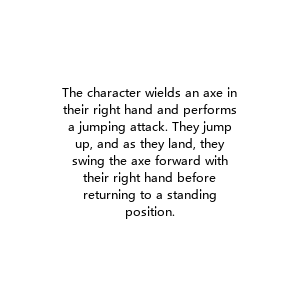 The character wields an axe in
their right hand and performs
a jumping attack. They jump
up, and as they land, they
swing the axe forward with
their right hand before
returning to a standing
position.